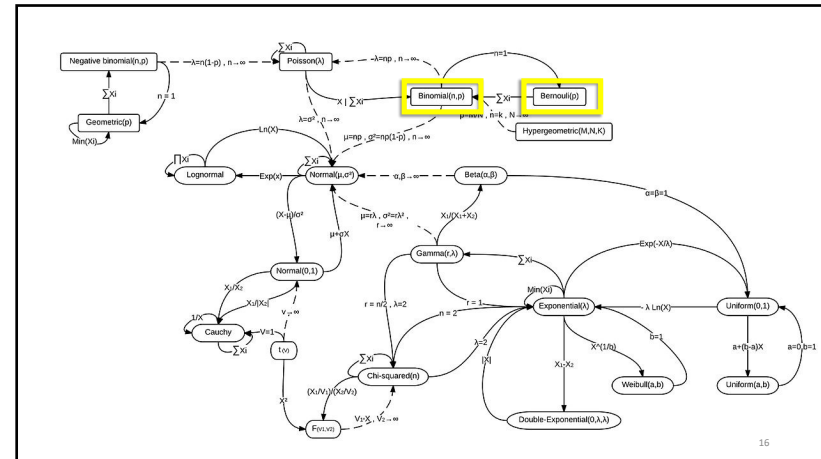 n=1
∑Xi
Negative binomial(n,p)
λ=n(1-p) , n→∞
Poisson(λ)
λ=np , n→∞
∑Xi
n = 1
X | ∑Xi
Binomial(n,p)
∑Xi
Bernouli(p)
Geometric(p)
Min(Xi)
λ=σ² , n→∞
p=m/N , n=k , N→∞
Hypergeometric(M,N,K)
Ln(X)
μ=np , σ²=np(1-p) , n→∞
∏Xi
∑Xi
Lognormal
Exp(x)
Normal(μ,σ²)
α,β→∞
Beta(α,β)
α=β=1
(X-μ)/σ²
μ+σX
μ=rλ , σ²=rλ² ,
r→∞
X₁/(X₁+X₂)
Gamma(r,λ)
∑Xi
Exp(-X/λ)
Normal(0,1)
X₁/X₂
X₁/|X₂|
r = n/2 , λ=2
r = 1
n = 2
Min(Xi)
Exponential(λ)
- λ Ln(X)
Uniform(0,1)
1/X
Cauchy
∑Xi
V=1
t(V)
λ=2
|X|
X^(1/b)
b=1
a+(b-a)X
a=0,b=1
X₁-X₂
∑Xi
Chi-squared(n)
Weibull(a,b)
Uniform(a,b)
X²
(X₁/V₁)/(X₂/V₂)
F(V1,V2)
Double-Exponential(0,λ,λ)
16